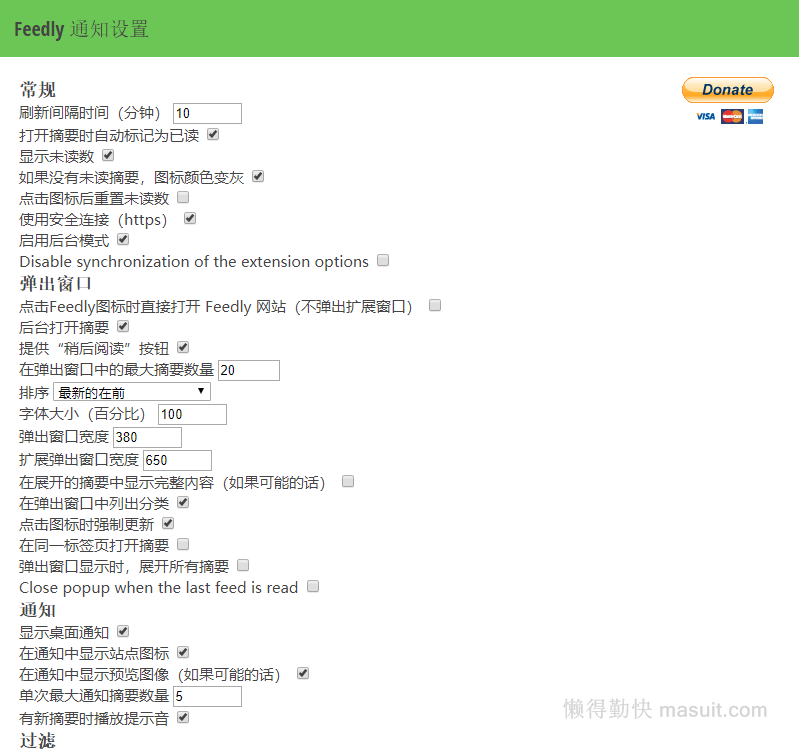 Feedly 通知设置
常规
Donate
刷新间隔时间（分钟） 10
VISA MasterCard
打开摘要时自动标记为已读
显示未读数
如果没有未读摘要，图标颜色变灰
点击图标后重置未读数
使用安全连接（https）
启用后台模式
Disable synchronization of the extension options
弹出窗口
点击Feedly图标时直接打开 Feedly 网站（不弹出扩展窗口）
后台打开摘要
提供“稍后阅读”按钮
在弹出窗口中的最大摘要数量 20
排序 最新的在前
字体大小（百分比） 100
弹出窗口宽度 380
扩展弹出窗口宽度 650
在展开的摘要中显示完整内容（如果可能的话）
在弹出窗口中列出分类
点击图标时强制更新
在同一标签页打开摘要
弹出窗口显示时，展开所有摘要
Close popup when the last feed is read
通知
显示桌面通知
在通知中显示站点图标
在通知中显示预览图像（如果可能的话）
单次最大通知摘要数量 5
有新摘要时播放提示音
懒得勤快 masuit.com
过滤